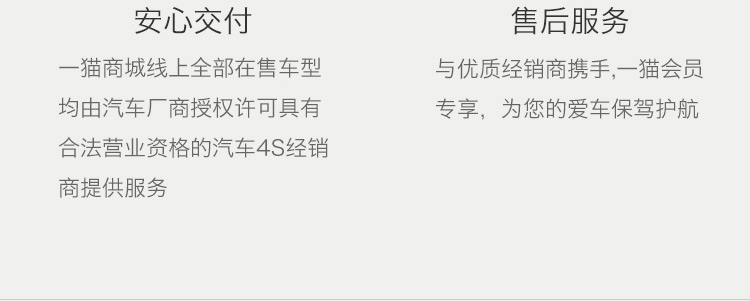 安心交付
一猫商城线上全部在售车型
均由汽车厂商授权许可具有
合法营业资格的汽车4S经销
商提供服务
售后服务
与优质经销商携手,一猫会员
专享，为您的爱车保驾护航